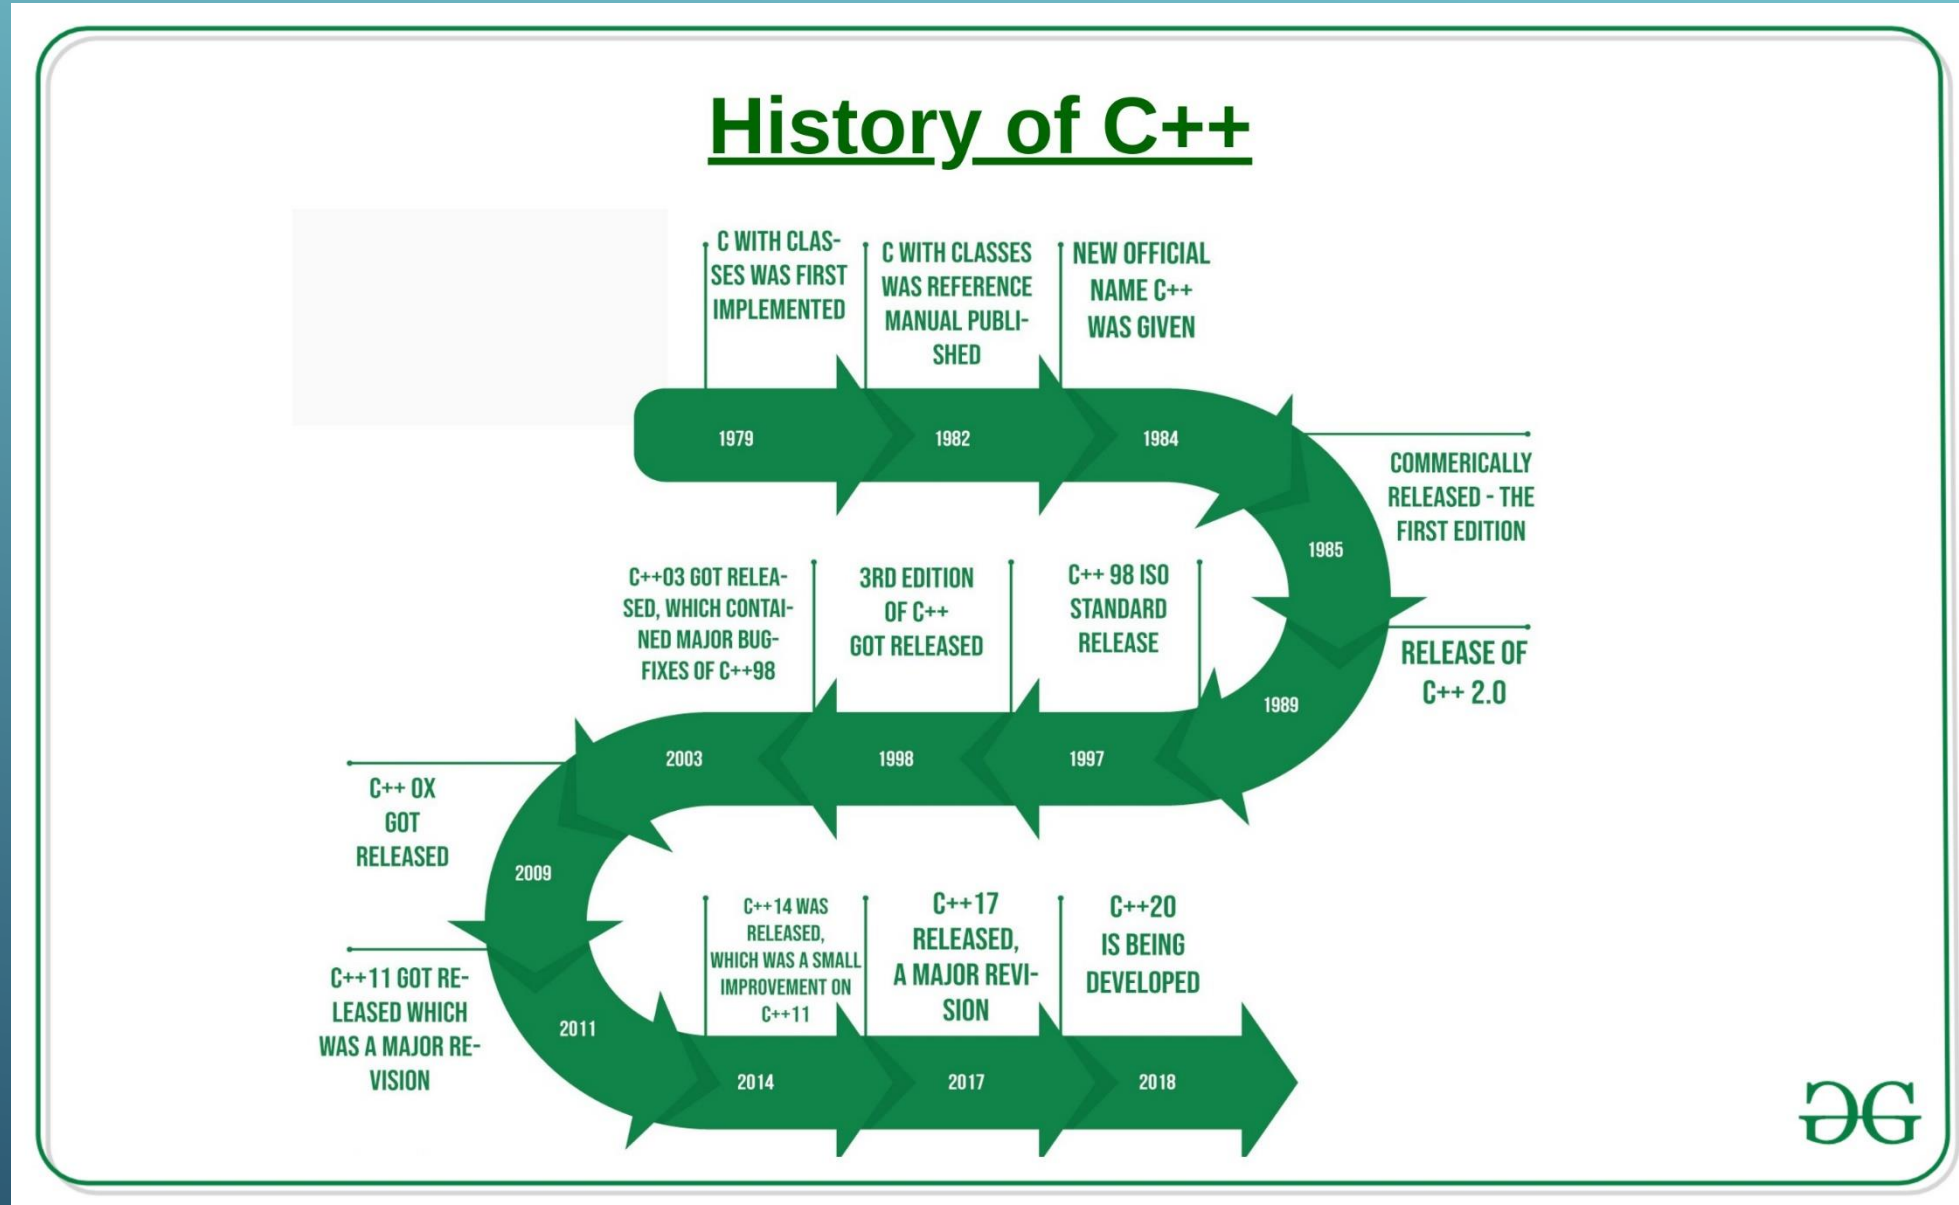 History of C++
C WITH CLAS-
SES WAS FIRST
IMPLEMENTED
C WITH CLASSES
WAS REFERENCE
MANUAL PUBLI-
SHED
NEW OFFICIAL
NAME C++
WAS GIVEN
1979
1982
1984
COMMERICALLY
RELEASED - THE
FIRST EDITION
1985
RELEASE OF
C++ 2.0
1989
C++ 98 ISO
STANDARD
RELEASE
1997
3RD EDITION
OF C++
GOT RELEASED
1998
C++03 GOT RELEA-
SED, WHICH CONTAI-
NED MAJOR BUG-
FIXES OF C++98
2003
C++ 0X
GOT
RELEASED
2009
C++11 GOT RE-
LEASED WHICH
WAS A MAJOR RE-
VISION
2011
C++14 WAS
RELEASED,
WHICH WAS A SMALL
IMPROVEMENT ON
C++11
2014
C++17
RELEASED,
A MAJOR REVI-
SION
2017
C++20
IS BEING
DEVELOPED
2018